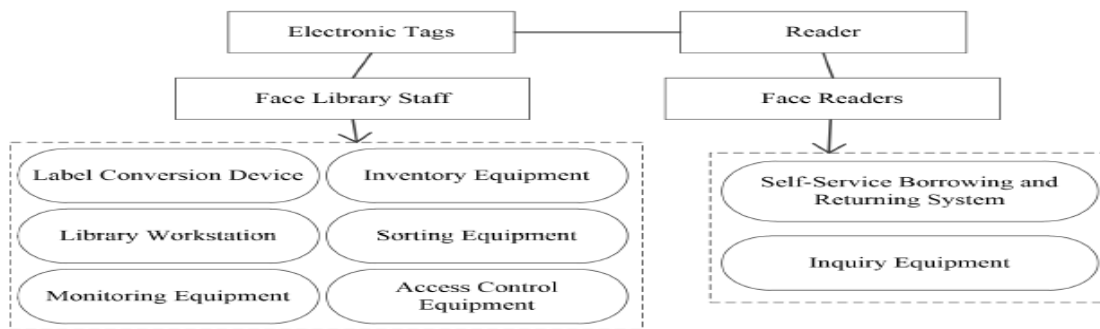 Electronic Tags
Reader
Face Library Staff
Face Readers
Label Conversion Device
Inventory Equipment
Library Workstation
Sorting Equipment
Monitoring Equipment
Access Control
Equipment
Self-Service Borrowing and
Returning System
Inquiry Equipment